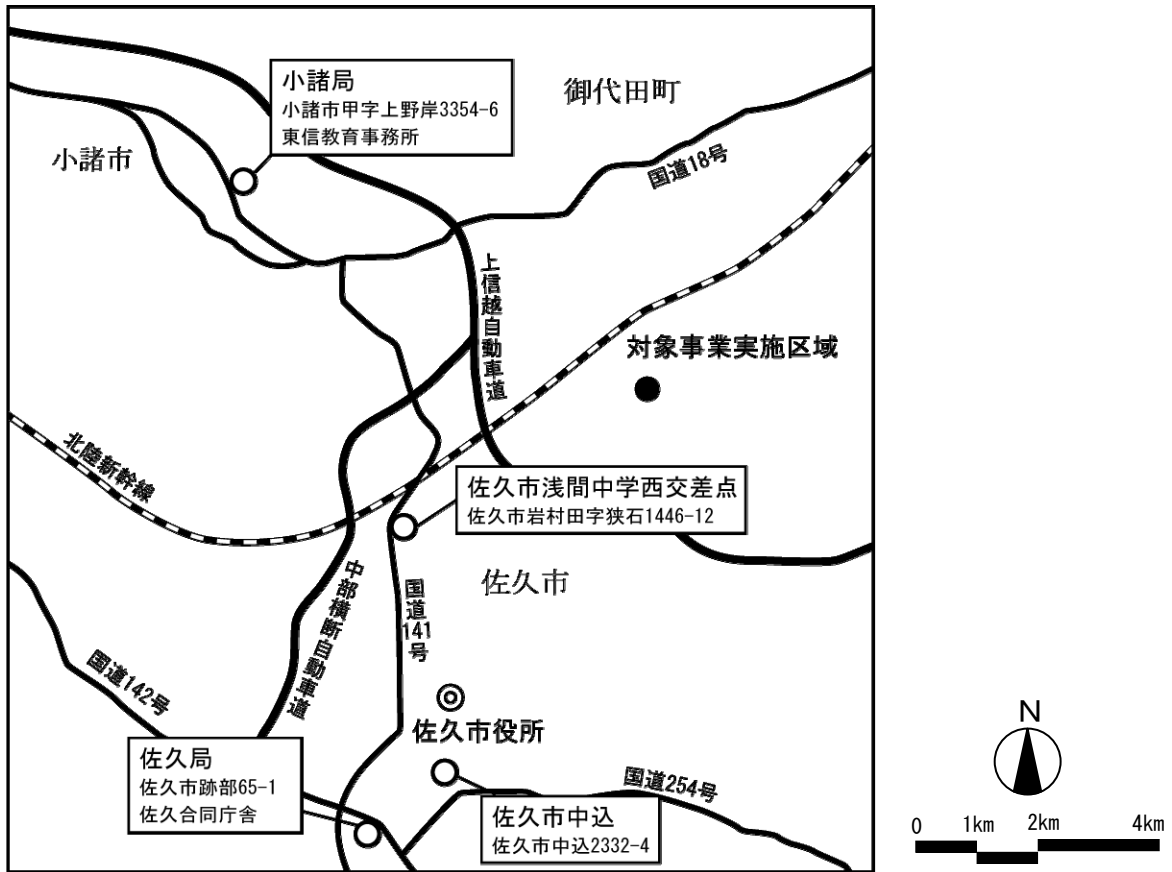 小諸局
小諸市甲字上野岸3354-6
東信教育事務所
御代田町
小諸市
国道18号
上信越自動車道
対象事業実施区域
北陸新幹線
佐久市浅間中学西交差点
佐久市岩村田字狭石1446-12
中部横断自動車道
国道141号
佐久市
国道142号
佐久市役所
佐久局
佐久市跡部65-1
佐久合同庁舎
国道254号
佐久市中込
佐久市中込2332-4
N
0 1km 2km 4km